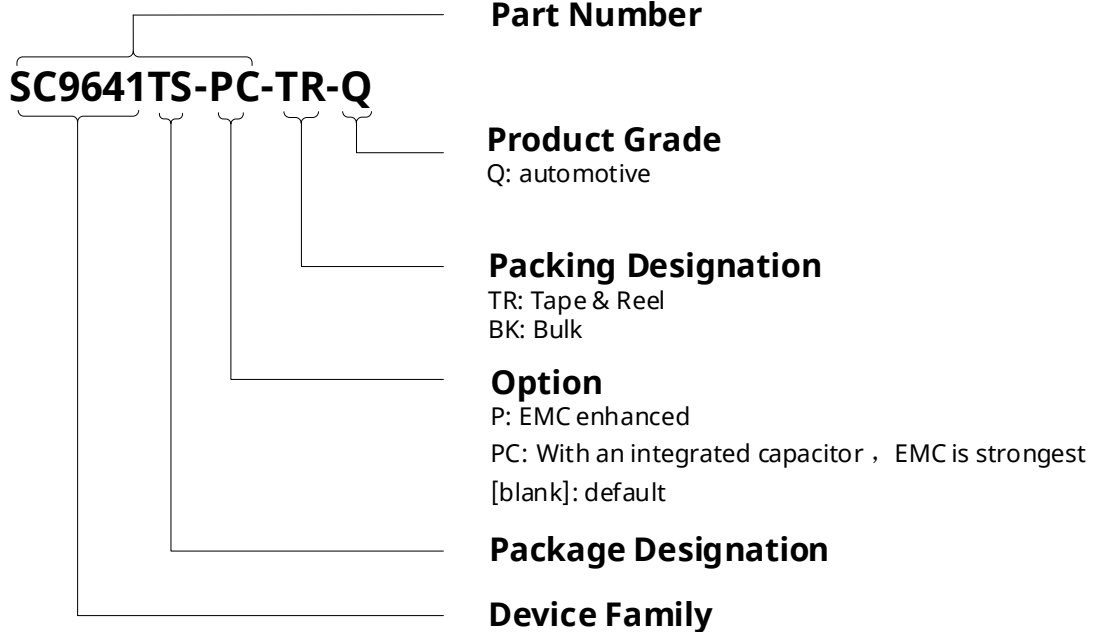 Part Number
SC9641TS-PC-TR-Q
Product Grade
Q: automotive
Packing Designation
TR: Tape & Reel
BK: Bulk
Option
P: EMC enhanced
PC: With an integrated capacitor ，EMC is strongest
[blank]: default
Package Designation
Device Family